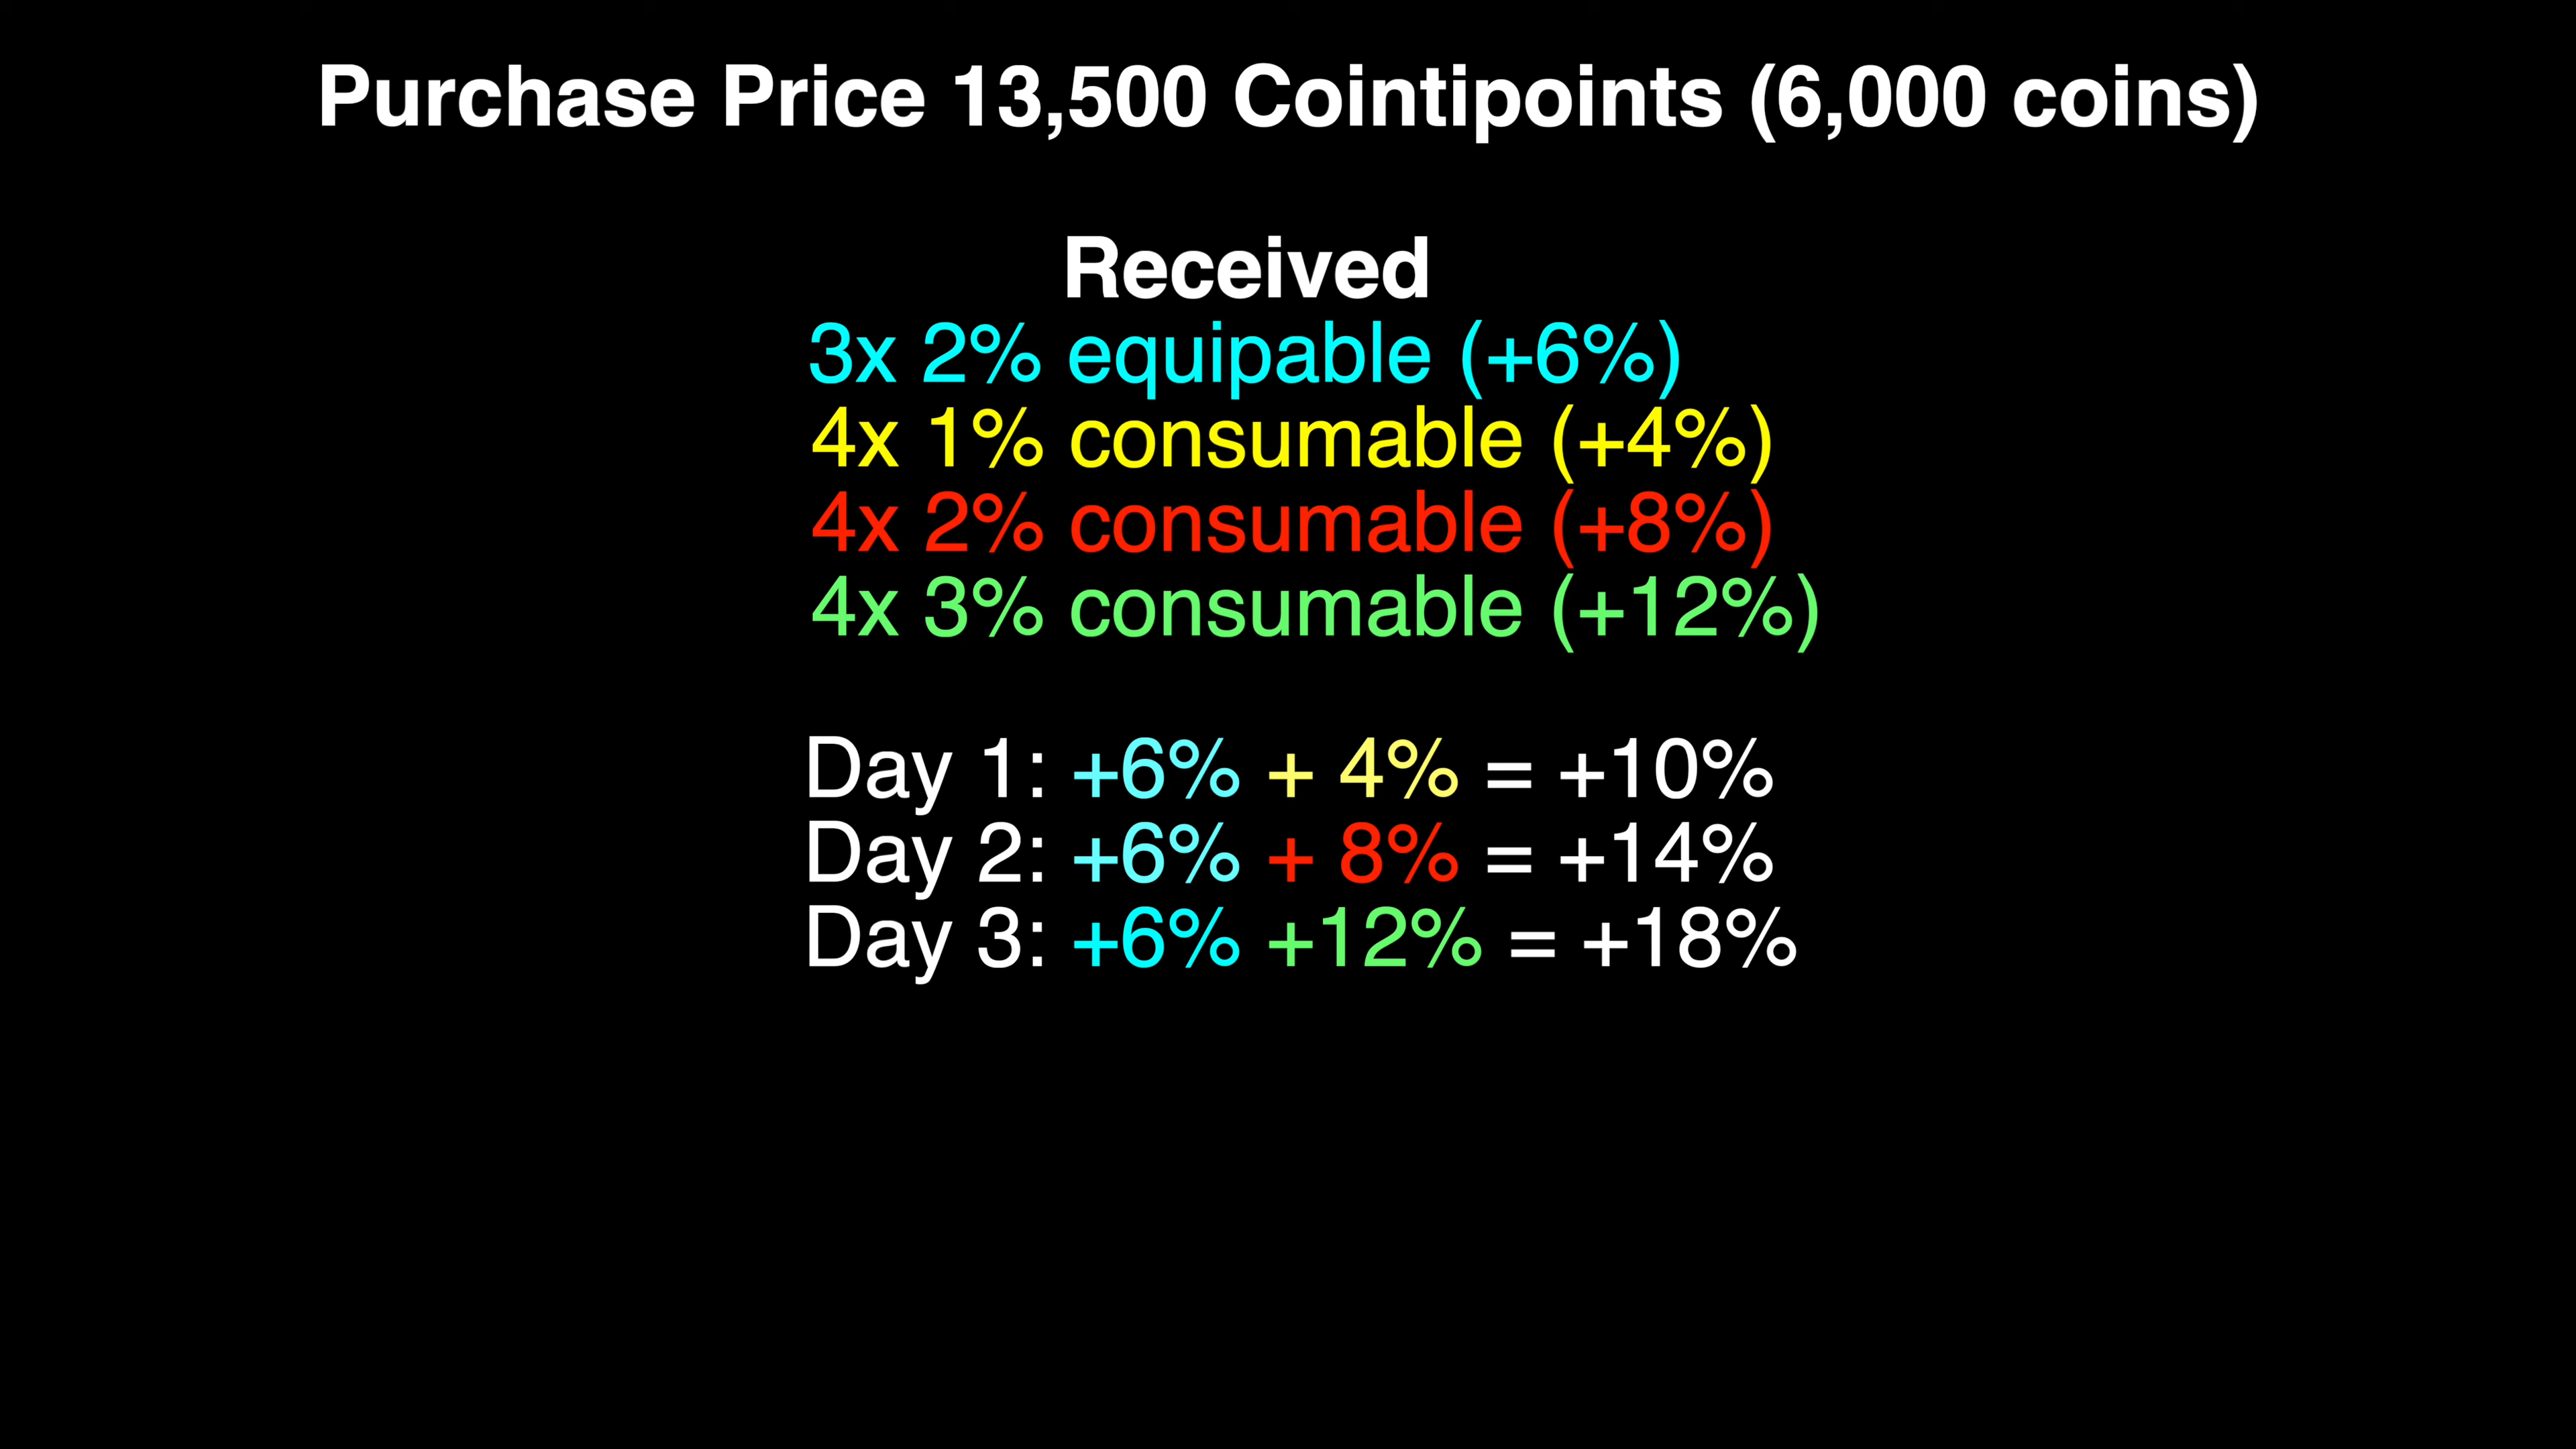 Purchase Price 13,500 Cointipoints (6,000 coins)
Received
3x 2% equipable (+6%)
4x 1% consumable (+4%)
4x 2% consumable (+8%)
4x 3% consumable (+12%)
Day 1: +6% + 4% = +10%
Day 2: +6% + 8% = +14%
Day 3: +6% +12% = +18%